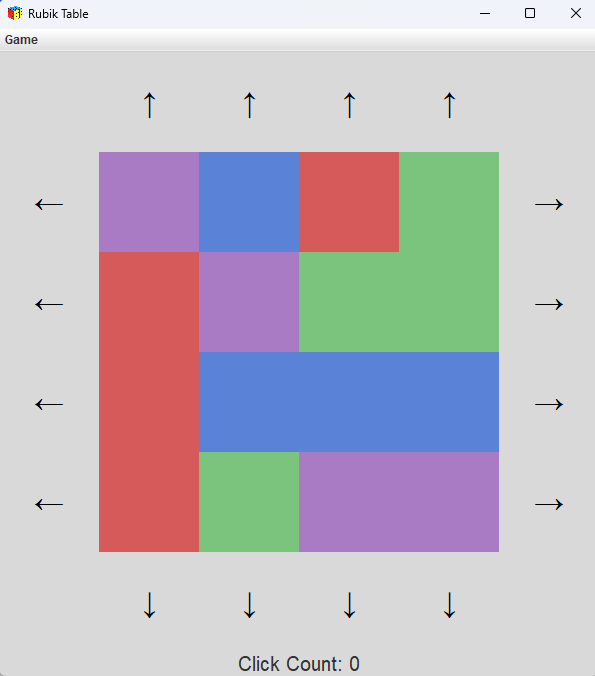 Rubik Table
Game
↑ ↑ ↑ ↑
← →
← →
← →
← →
↓ ↓ ↓ ↓
Click Count: 0